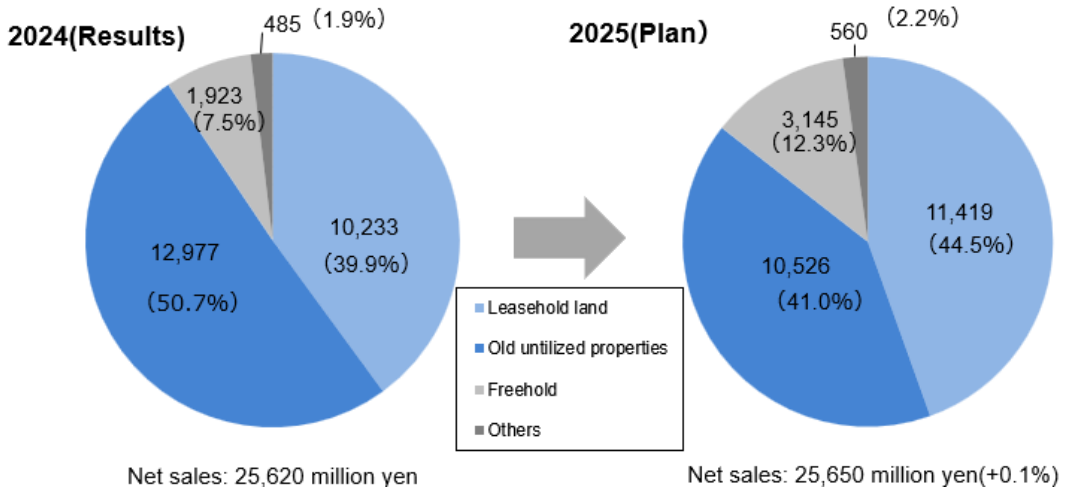 2024(Results)
485（1.9%）
1,923
(7.5%)
10,233
(39.9%)
12,977
(50.7%)
Net sales: 25,620 million yen
Leasehold land
Old untilized properties
Freehold
Others
2025(Plan）
560（2.2%）
3,145
(12.3%)
11,419
(44.5%)
10,526
(41.0%)
Net sales: 25,650 million yen(+0.1%)